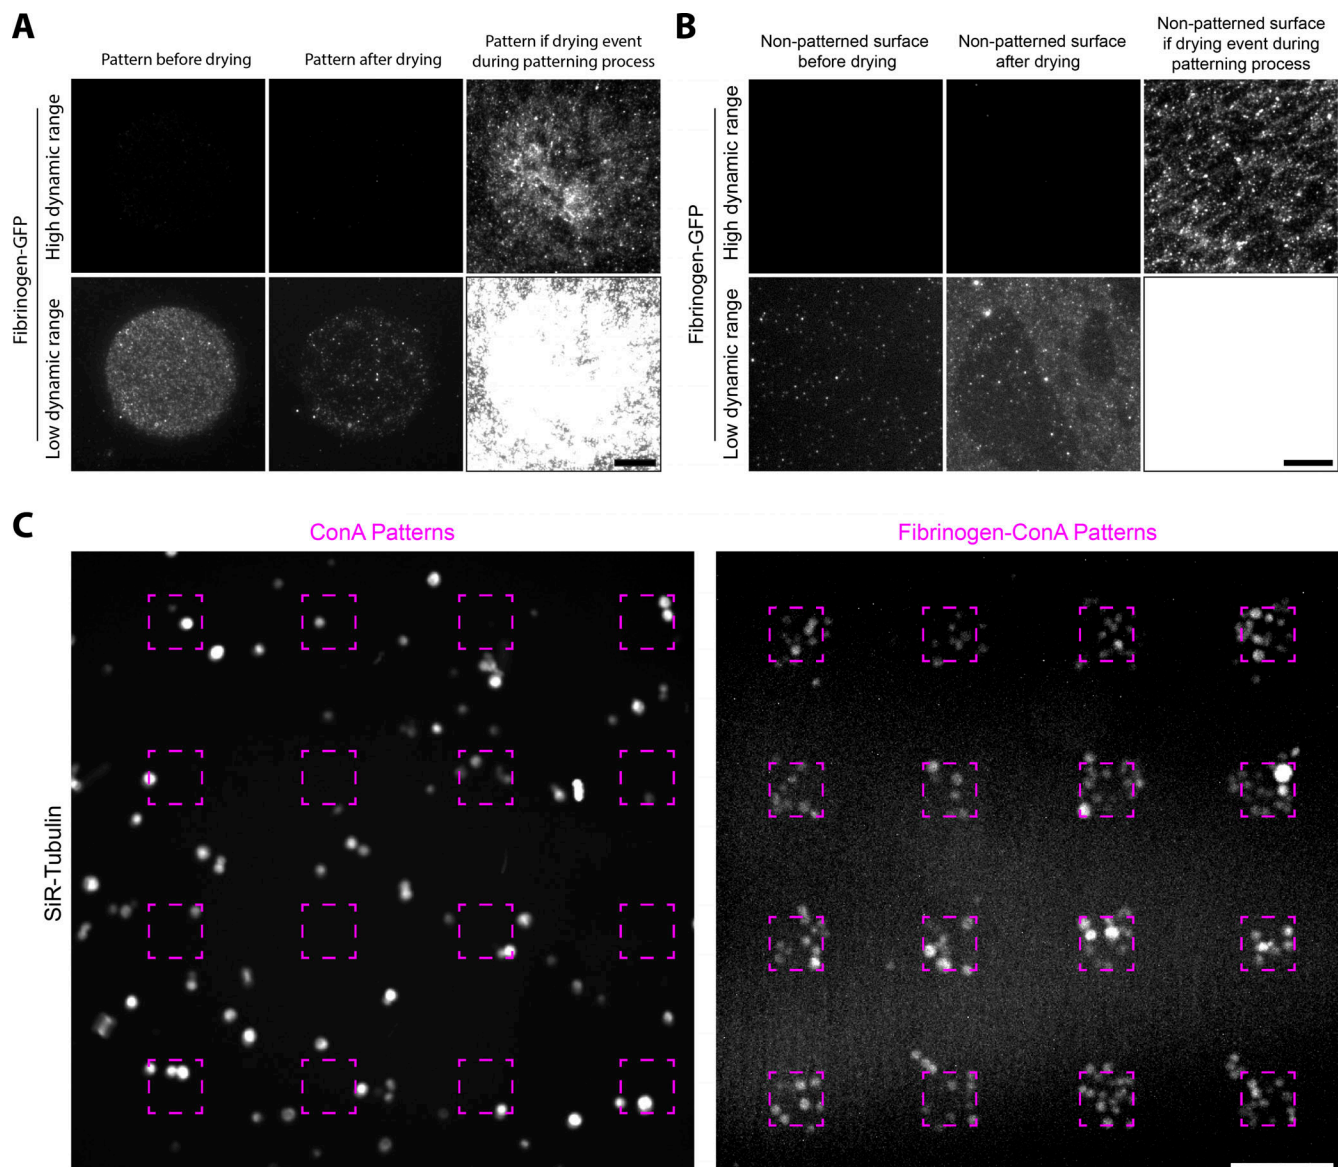 A
Pattern before drying
Pattern after drying
Pattern if drying event
during patterning process
Fibrinogen-GFP
High dynamic range
Low dynamic range
B
Non-patterned surface
before drying
Non-patterned surface
after drying
Non-patterned surface
if drying event during
patterning process
Fibrinogen-GFP
High dynamic range
Low dynamic range
C
ConA Patterns
Fibrinogen-ConA Patterns
SiR-Tubulin